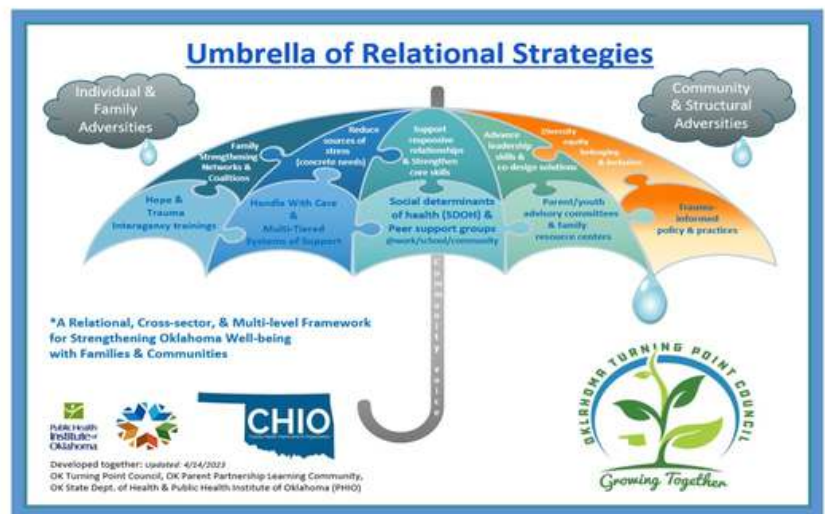 Umbrella of Relational Strategies
Individual &
Family
Adversities
Community
& Structural
Adversities
Family
Strengthening
Networks &
Coalitions
Reduce
sources of
stress
(concrete needs)
Support
responsive
relationships
& Strengthen
core skills
Advance
leadership
skills &
co-design solutions
Diversity
equity
belonging
& inclusion
Hope &
Trauma
Interagency trainings
Handle With Care
&
Multi-Tiered
Systems of Support
Social determinants
of health (SDOH) &
Peer support groups
@work/school/community
Parent/youth
advisory committees
& family
resource centers
Trauma-
informed
policy & practices
Community voice
*A Relational, Cross-sector, & Multi-level Framework
for Strengthening Oklahoma Well-being
with Families & Communities
Public Health
Institute of
Oklahoma
CHIO
OKLAHOMA TURNING POINT COUNCIL
Growing Together
Developed together: Updated: 4/14/2023
OK Turning Point Council, OK Parent Partnership Learning Community,
OK State Dept. of Health & Public Health Institute of Oklahoma (PHIO)